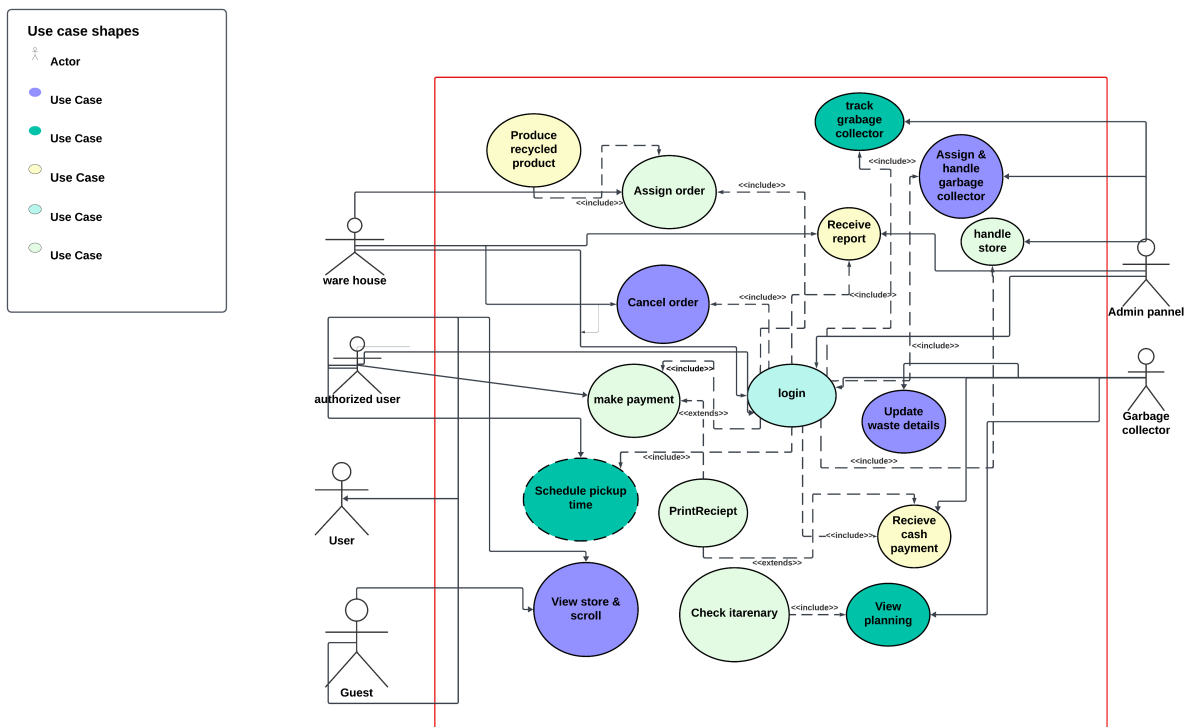 Use case shapes
Actor
Use Case
Use Case
Use Case
Use Case
Use Case
track
grabage
collector
Produce
recycled
product
Assign &
handle
garbage
collector
<<include>>
Assign order
<<include>>
<<include>>
Receive
report
handle
store
ware house
Cancel order
<<include>>
<<include>>
Admin pannel
<<include>>
<<include>>
authorized user
make payment
login
<<extends>>
Update
waste details
Garbage
collector
<<include>>
<<include>>
Schedule pickup
time
PrintReciept
User
Recieve
cash
payment
<<include>>
<<extends>>
View store &
scroll
Check itarenary
<<include>>
View
planning
Guest